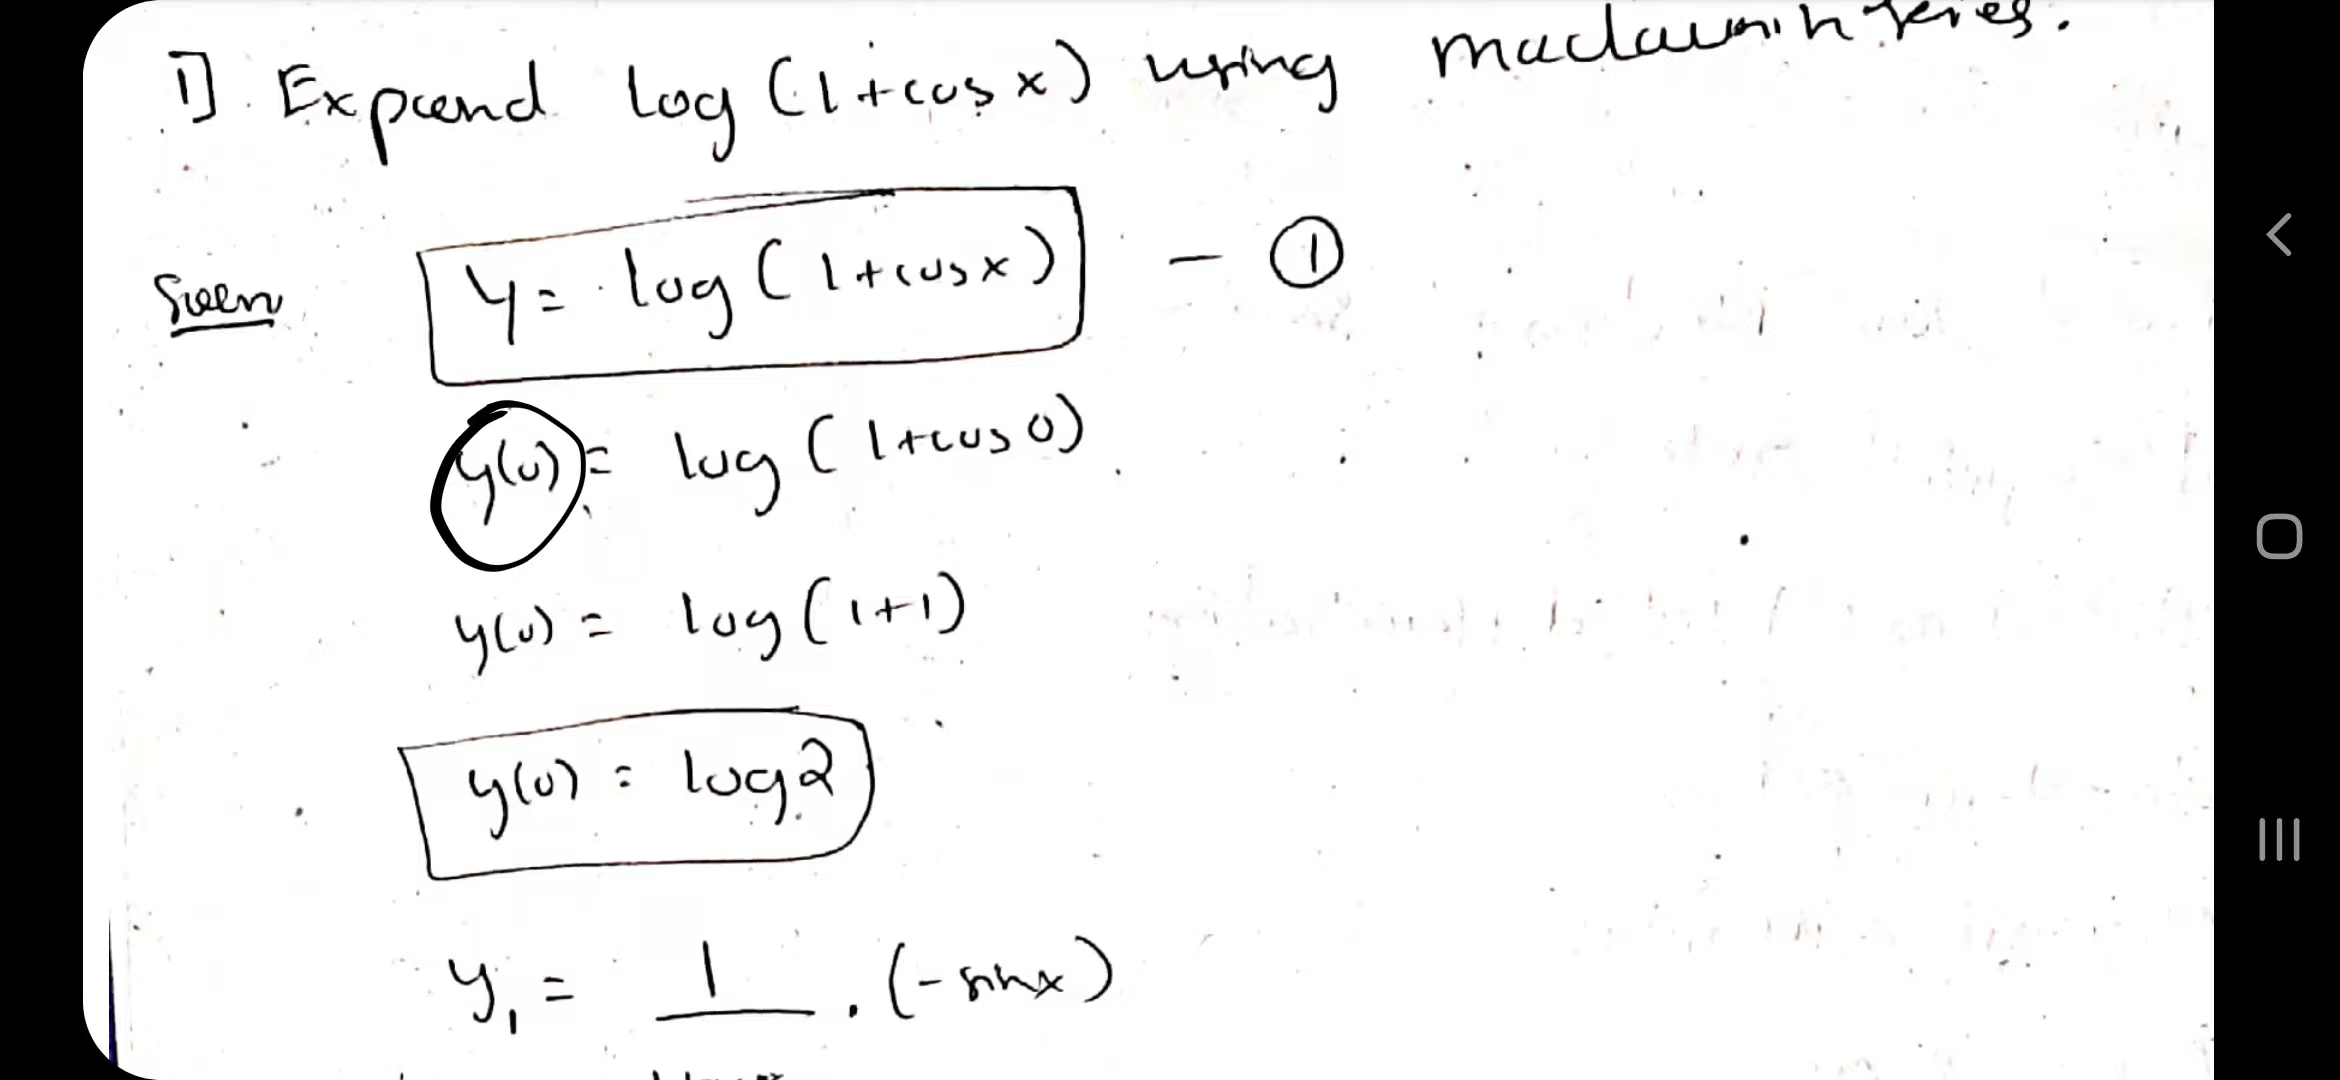 1] Expand log (1+cos x) using maclaurin series.
Soln y = log (1+cos x) - ①
y(0) = log (1+cos 0)
y(0) = log (1+1)
y(0) = log 2
y₁ = 1 . (-sin x)